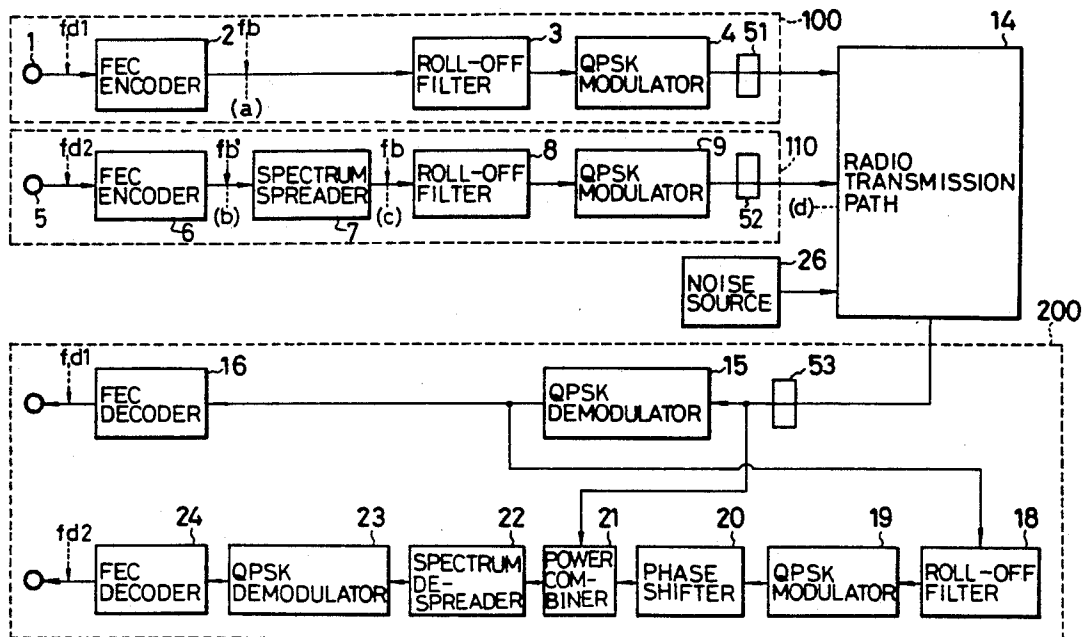 fd1
2
fb
3
4
51
100
14
1
FEC
ENCODER
ROLL-OFF
FILTER
QPSK
MODULATOR
(a)
fd2
fb'
fb
8
9
110
FEC
ENCODER
SPECTRUM
SPREADER
ROLL-OFF
FILTER
QPSK
MODULATOR
RADIO
TRANSMISSION
PATH
5
6
(b)
7
(c)
52
(d)
NOISE
SOURCE
26
200
fd1
16
15
53
FEC
DECODER
QPSK
DEMODULATOR
fd2
24
23
22
21
20
19
18
FEC
DECODER
QPSK
DEMODULATOR
SPECTRUM
DE-
SPREADER
POWER
COM-
BINER
PHASE
SHIFTER
QPSK
MODULATOR
ROLL-OFF
FILTER